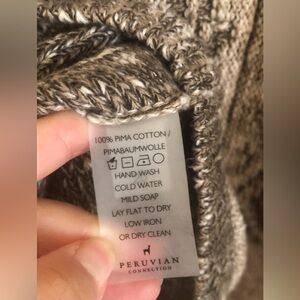 100% PIMA COTTON /
PIMABAUMWOLLE
HAND WASH
COLD WATER
MILD SOAP
LAY FLAT TO DRY
LOW IRON
OR DRY CLEAN
PERUVIAN
CONNECTION